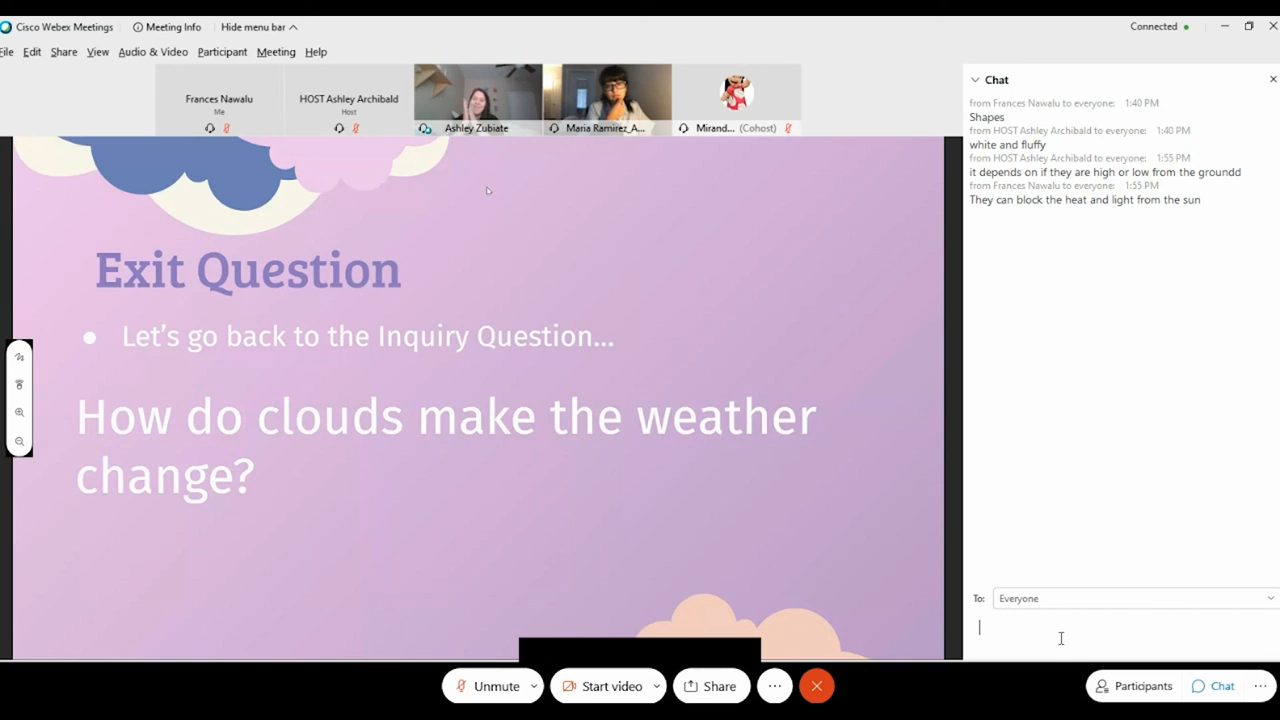 Cisco Webex Meetings Meeting Info Hide menu bar Connected
File Edit Share View Audio & Video Participant Meeting Help
Frances Nawalu
Me
HOST Ashley Archibald
Host
Ashley Zubiate
Maria Ramirez_A...
Mirand... (Cohost)
Exit Question
● Let's go back to the Inquiry Question...
How do clouds make the weather
change?
Chat
from Frances Nawalu to everyone: 1:40 PM
Shapes
from HOST Ashley Archibald to everyone: 1:40 PM
white and fluffy
from HOST Ashley Archibald to everyone: 1:55 PM
it depends on if they are high or low from the groundd
from Frances Nawalu to everyone: 1:55 PM
They can block the heat and light from the sun
To: Everyone
Unmute Start video Share
Participants Chat